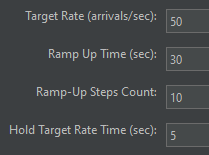 Target Rate (arrivals/sec): 50
Ramp Up Time (sec): 30
Ramp-Up Steps Count: 10
Hold Target Rate Time (sec): 5